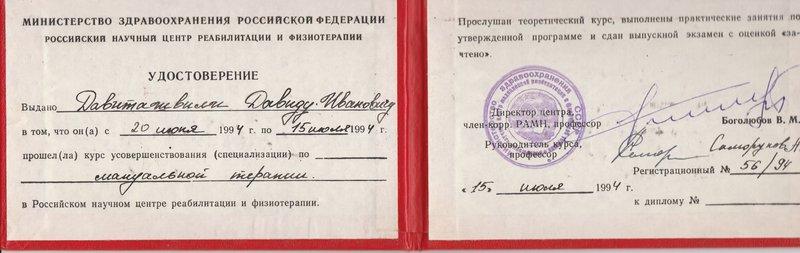 МИНИСТЕРСТВО ЗДРАВООХРАНЕНИЯ РОССИЙСКОЙ ФЕДЕРАЦИИ
РОССИЙСКИЙ НАУЧНЫЙ ЦЕНТР РЕАБИЛИТАЦИИ И ФИЗИОТЕРАПИИ
УДОСТОВЕРЕНИЕ
Выдано Давиташвили Давиду Ивановичу
в том, что он(а) с 20 июня 1994 г. по 15 июля 1994 г.
прошел(ла) курс усовершенствования (специализации) по
мануальной терапии.
в Российском научном центре реабилитации и физиотерапии.
Прослушан теоретический курс, выполнены практические занятия по
утвержденной программе и сдан выпускной экзамен с оценкой «за-
чтено».
здравоохранения
Директор центра,
член-корр. РАМН, профессор Боголюбов В. М.
Руководитель курса,
профессор
Регистрационный № 56/94
«15» июля 1994 г.
к диплому №